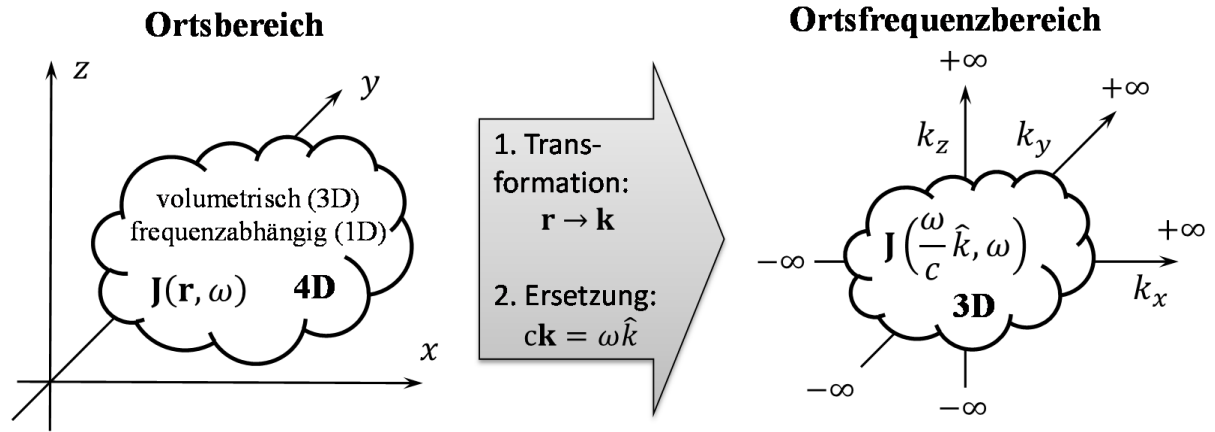 Ortsbereich
z
y
volumetrisch (3D)
frequenzabhängig (1D)
J(r, ω) 4D
x
1. Trans-
formation:
r → k
2. Ersetzung:
ck = ωk̂
Ortsfrequenzbereich
+∞
+∞
k_z
k_y
J(ω/c k̂, ω)
+∞
−∞
k_x
3D
−∞
−∞